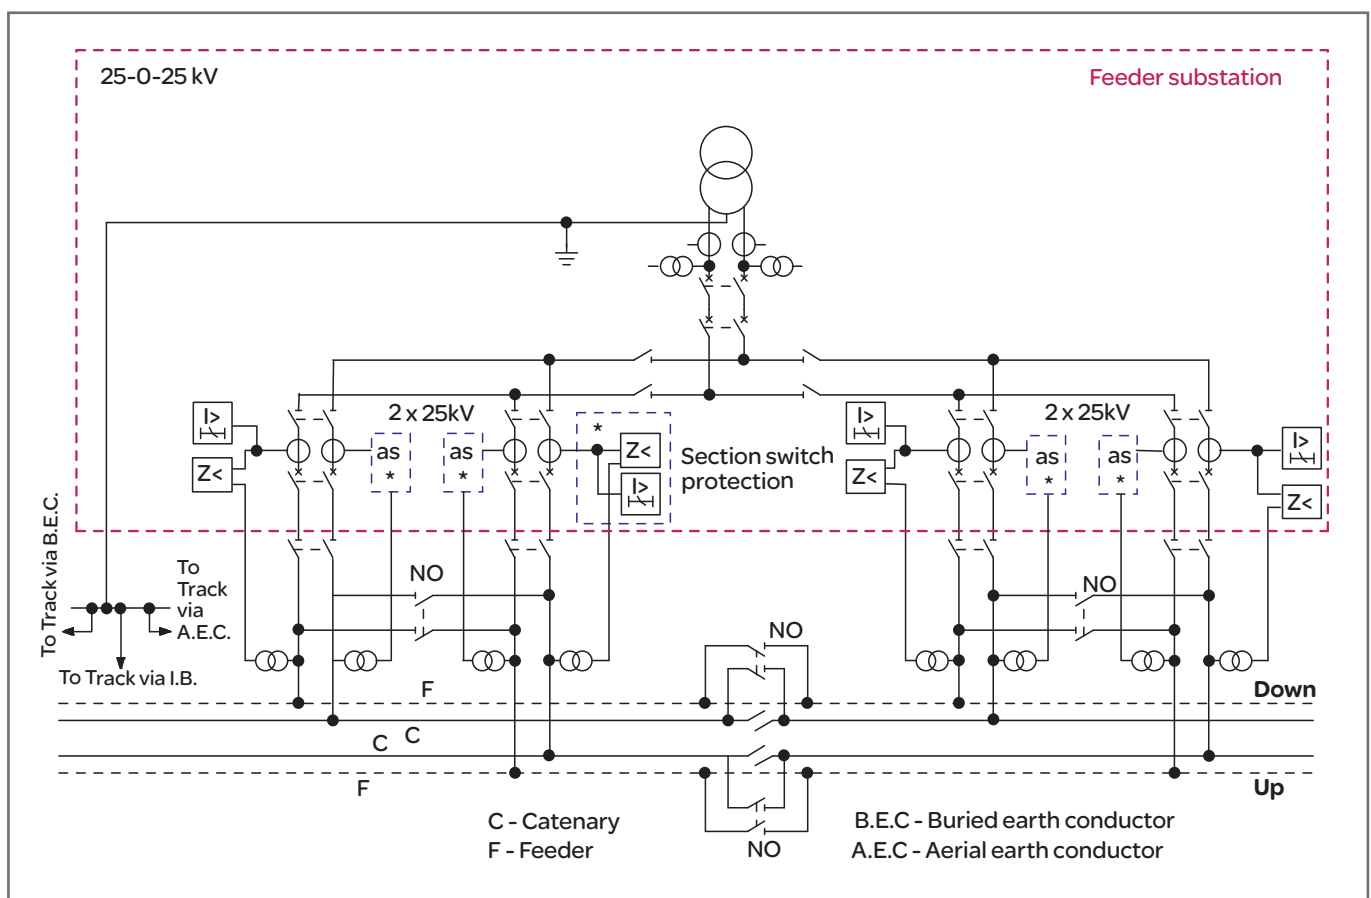 25-0-25 kV
Feeder substation
I>
2 x 25kV
*
I>
2 x 25kV
I>
Z<
as
*
as
*
Z<
I>
Section switch
protection
Z<
as
*
as
*
Z<
To Track via B.E.C.
To
Track
via
A.E.C.
To Track via I.B.
NO
NO
NO
F
Down
C
C
F
Up
NO
C - Catenary
F - Feeder
B.E.C - Buried earth conductor
A.E.C - Aerial earth conductor